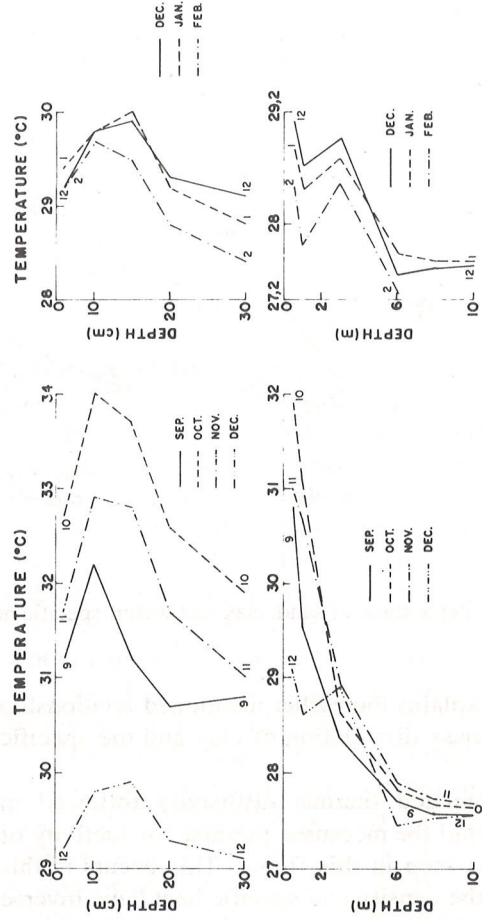 TEMPERATURE (°C)
29 30 31 32 33 34
12 9 11 10
0
10
20
30
DEPTH (cm)
SEP.
OCT.
NOV.
DEC.
12 9 11 10
TEMPERATURE (°C)
28 29 30
12 2 1
0
10
20
30
DEPTH (cm)
DEC.
JAN.
FEB.
2 1 12
27 28 29 30 31 32
12 9 11 10
0
2
6
10
DEPTH (m)
SEP.
OCT.
NOV.
DEC.
12 9 11
27,2 28 29,2
2 1 12
0
2
6
10
DEPTH (m)
DEC.
JAN.
FEB.
2 12 1